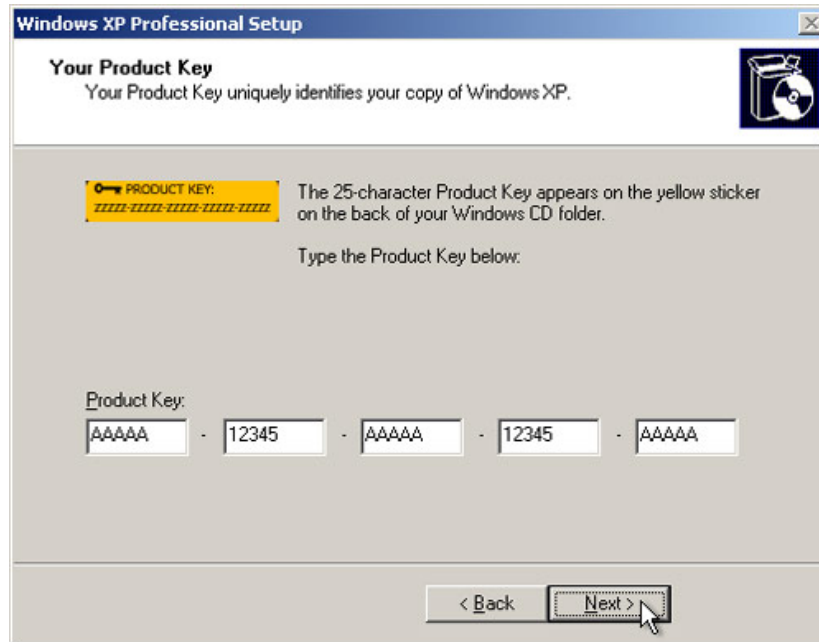 Windows XP Professional Setup
Your Product Key
Your Product Key uniquely identifies your copy of Windows XP.
PRODUCT KEY:
ZZZZZ-ZZZZZ-ZZZZZ-ZZZZZ-ZZZZZ
The 25-character Product Key appears on the yellow sticker
on the back of your Windows CD folder.
Type the Product Key below:
Product Key:
AAAAA - 12345 - AAAAA - 12345 - AAAAA
< Back Next >